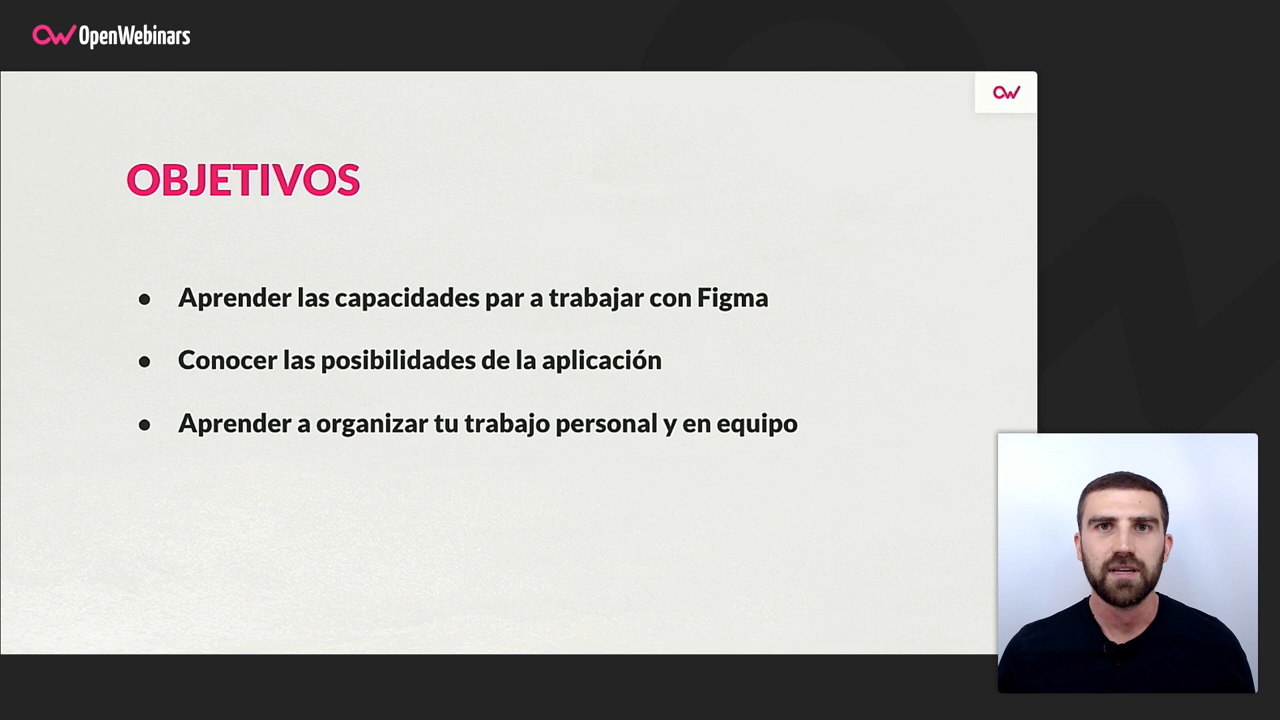 OpenWebinars
OBJETIVOS
● Aprender las capacidades par a trabajar con Figma
● Conocer las posibilidades de la aplicación
● Aprender a organizar tu trabajo personal y en equipo